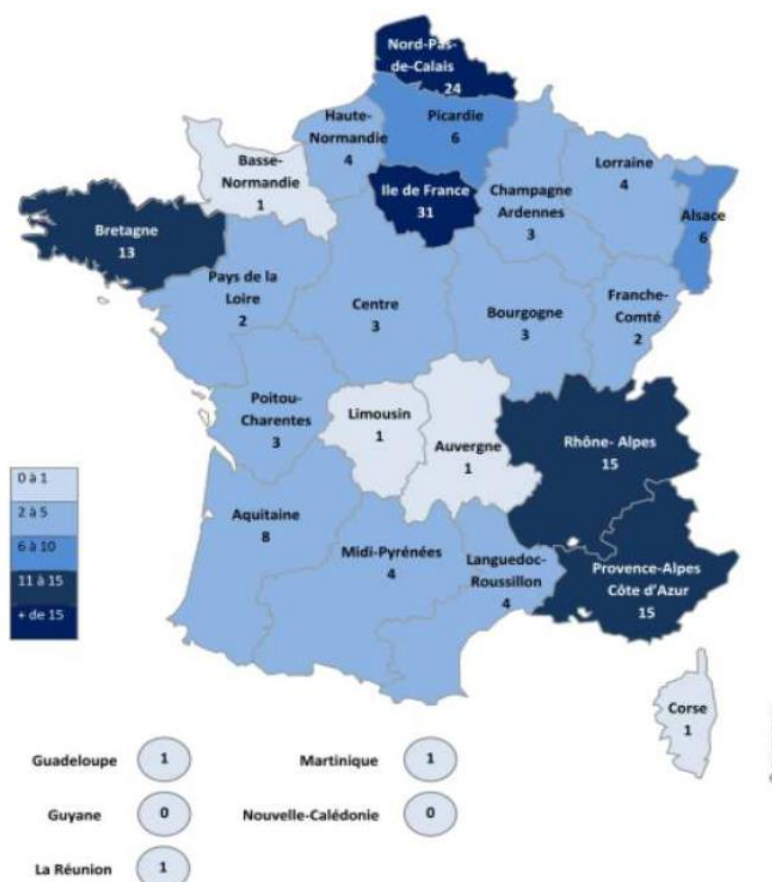 Nord-Pas-
de-Calais
24
Haute-
Normandie
4
Picardie
6
Basse-
Normandie
1
Ile de France
31
Champagne
Ardennes
3
Lorraine
4
Alsace
6
Bretagne
13
Pays de la
Loire
2
Centre
3
Bourgogne
3
Franche-
Comté
2
Poitou-
Charentes
3
Limousin
1
Auvergne
1
Rhône- Alpes
15
Aquitaine
8
Midi-Pyrénées
4
Languedoc-
Roussillon
4
Provence-Alpes
Côte d'Azur
15
Corse
1
0 à 1
2 à 5
6 à 10
11 à 15
+ de 15
Guadeloupe 1
Martinique 1
Guyane 0
Nouvelle-Calédonie 0
La Réunion 1